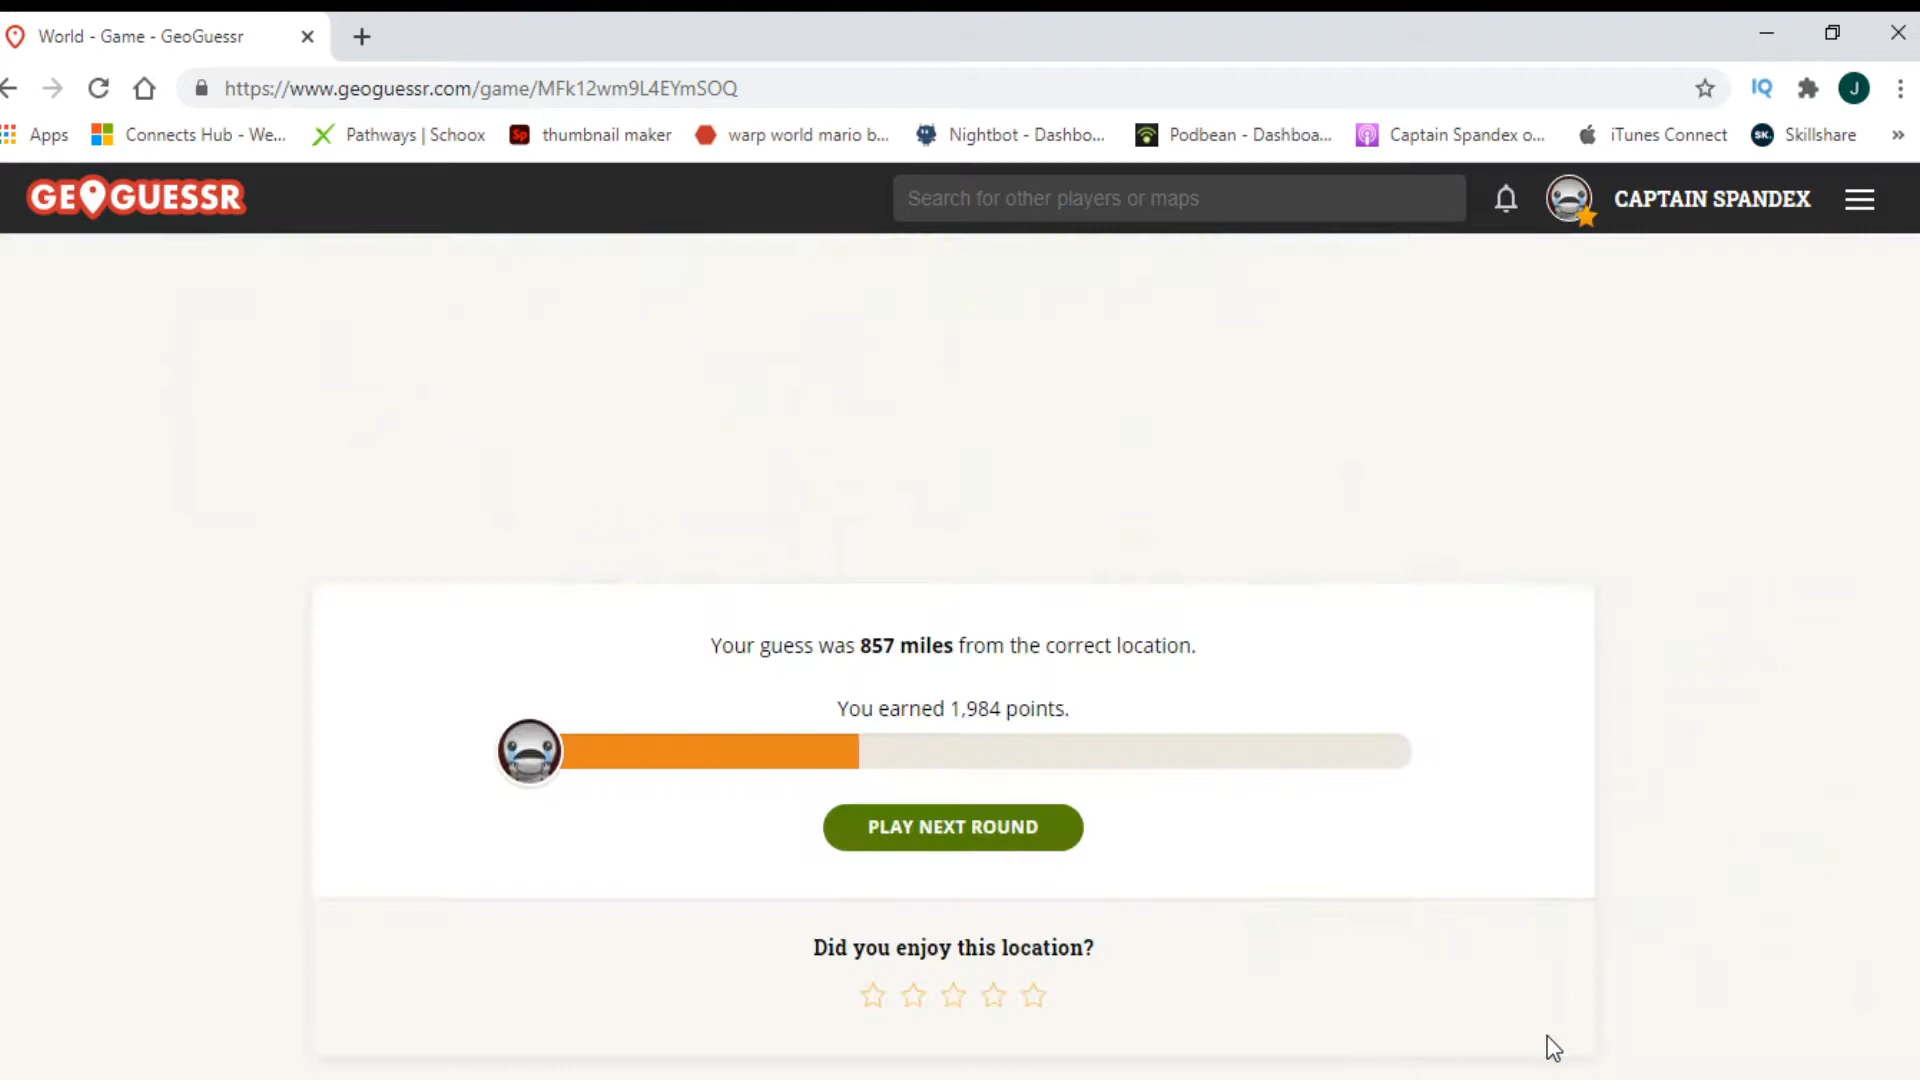 World - Game - GeoGuessr
https://www.geoguessr.com/game/MFk12wm9L4EYmSOQ
IQ
J
Apps
Connects Hub - We...
Pathways | Schoox
Sp
thumbnail maker
warp world mario b...
Nightbot - Dashbo...
Podbean - Dashboa...
Captain Spandex o...
iTunes Connect
SK.
Skillshare
»
GEOGUESSR
Search for other players or maps
CAPTAIN SPANDEX
Your guess was 857 miles from the correct location.
You earned 1,984 points.
PLAY NEXT ROUND
Did you enjoy this location?